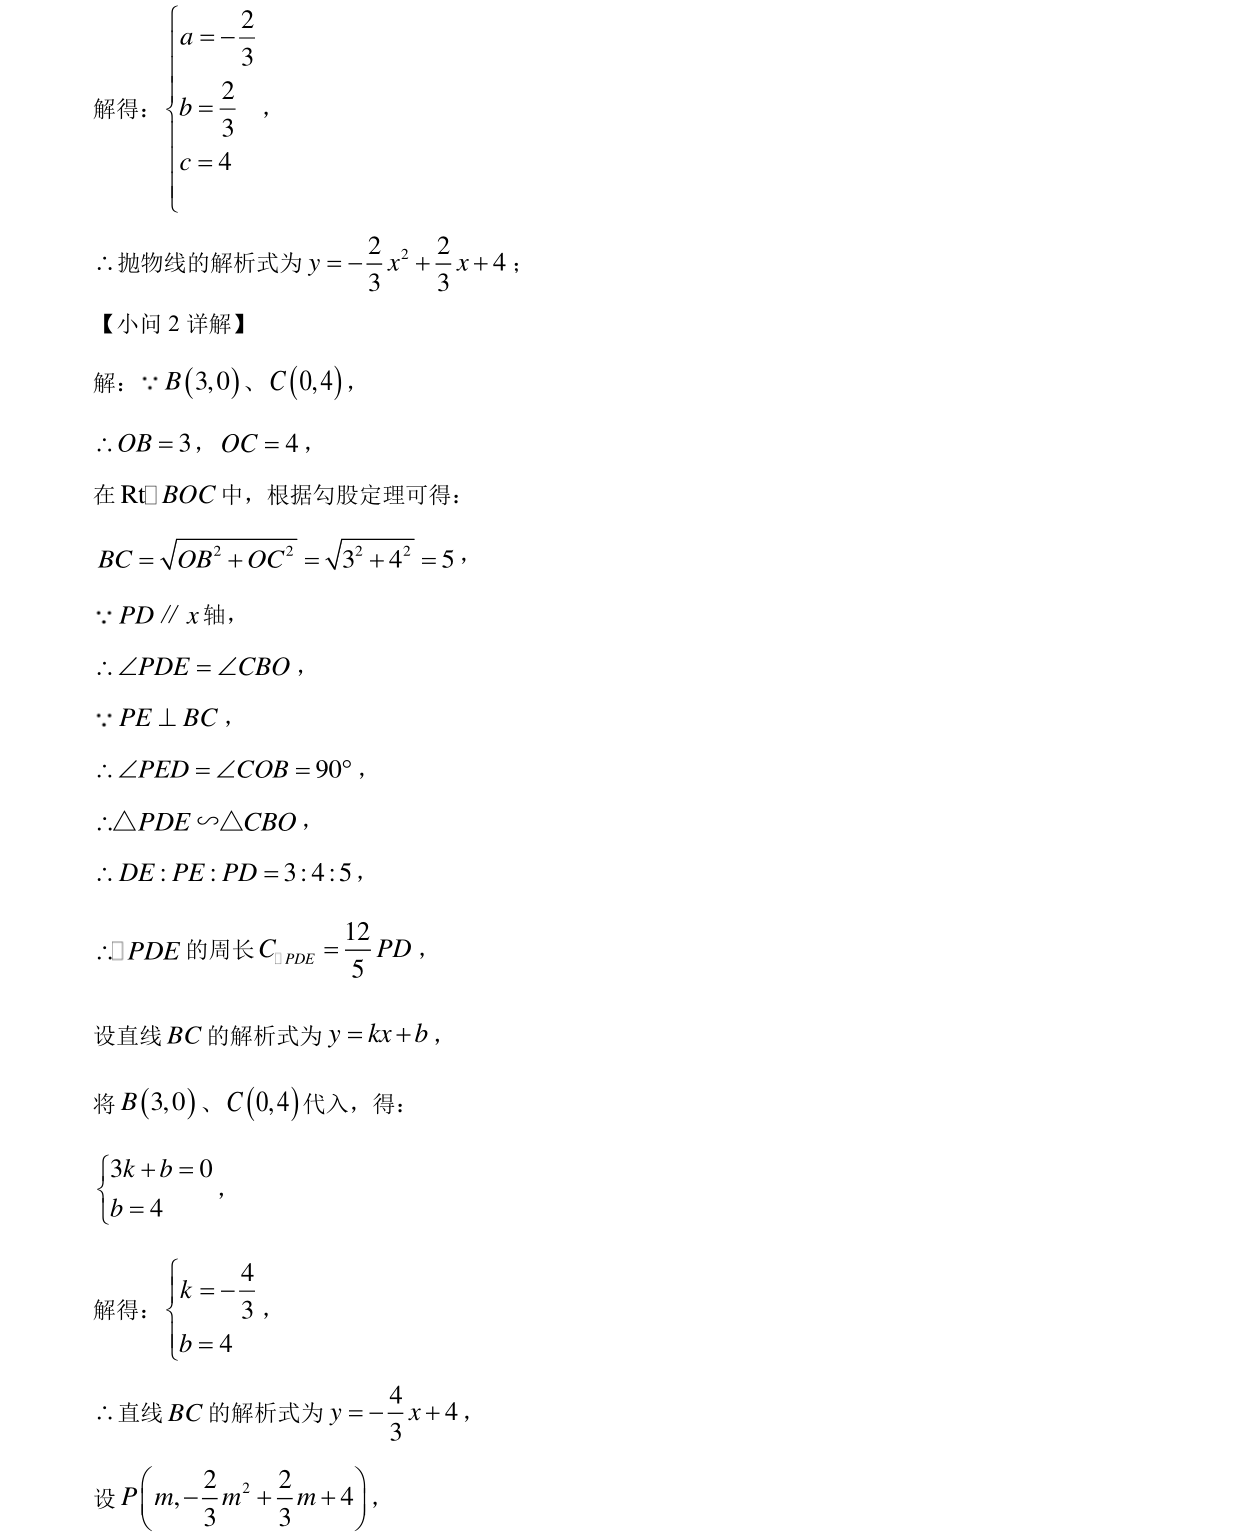 解得：{a=-2/3
b=2/3，
c=4
∴抛物线的解析式为 y=-2/3x²+2/3x+4；
【小问 2 详解】
解：∵B(3,0)、C(0,4)，
∴OB=3，OC=4，
在 Rt□BOC 中，根据勾股定理可得：
BC=√(OB²+OC²)=√(3²+4²)=5，
∵PD∥x轴，
∴∠PDE=∠CBO，
∵PE⊥BC，
∴∠PED=∠COB=90°，
∴△PDE∽△CBO，
∴DE:PE:PD=3:4:5，
∴□PDE 的周长 C□PDE=12/5PD，
设直线 BC 的解析式为 y=kx+b，
将 B(3,0)、C(0,4)代入，得：
{3k+b=0
b=4，
解得：{k=-4/3，
b=4
∴直线 BC 的解析式为 y=-4/3x+4，
设 P(m,-2/3m²+2/3m+4)，